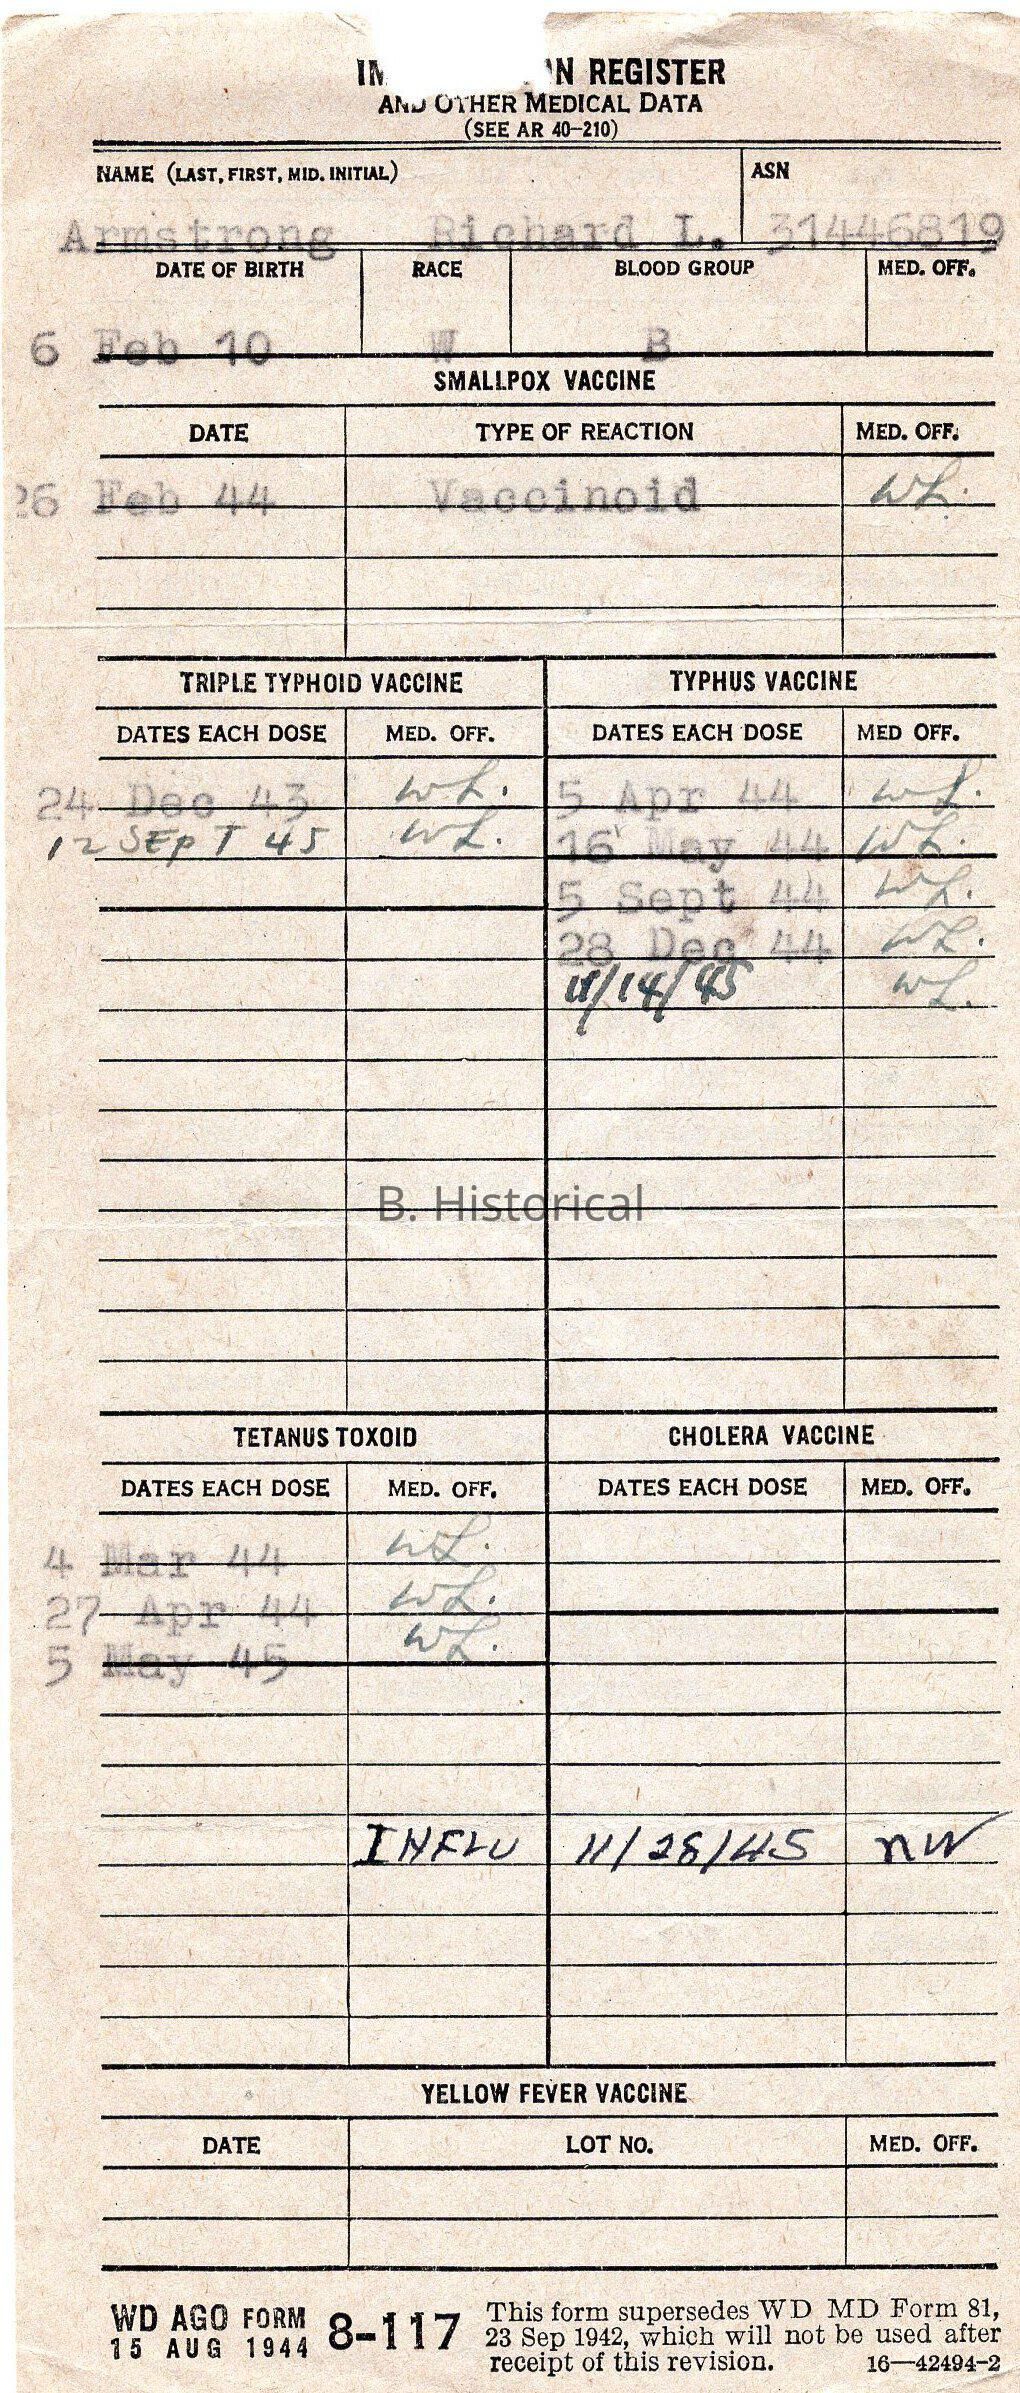 REGISTER
AND OTHER MEDICAL DATA
(SEE AR 40-210)
NAME (LAST, FIRST, MID. INITIAL) ASN
Armstrong Richard L. 31446819
DATE OF BIRTH RACE BLOOD GROUP MED. OFF.
6 Feb 10 W B
SMALLPOX VACCINE
DATE TYPE OF REACTION MED. OFF.
26 Feb 44 Vaccinoid WL.
TRIPLE TYPHOID VACCINE TYPHUS VACCINE
DATES EACH DOSE MED. OFF. DATES EACH DOSE MED OFF.
24 Dec 43 WL. 5 Apr 44 WL.
12 SEPT 45 WL. 16 May 44 WL.
5 Sept 44 WL.
28 Dec 44 WL.
11/14/45 WL.
B. Historical
TETANUS TOXOID CHOLERA VACCINE
DATES EACH DOSE MED. OFF. DATES EACH DOSE MED. OFF.
4 Mar 44 WL.
27 Apr 44 WL.
5 May 45 WL.
INFLU 11/28/45 NW
YELLOW FEVER VACCINE
DATE LOT NO. MED. OFF.
WD AGO FORM 8-117
15 AUG 1944
This form supersedes WD MD Form 81,
23 Sep 1942, which will not be used after
receipt of this revision. 16—42494-2